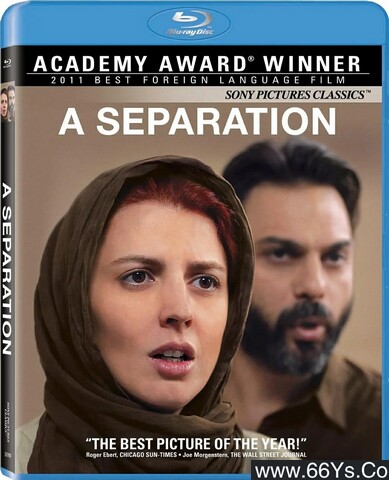 Blu-ray Disc
ACADEMY AWARD® WINNER
2011 BEST FOREIGN LANGUAGE FILM
SONY PICTURES CLASSICS™
A SEPARATION
A SEPARATION
"THE BEST PICTURE OF THE YEAR!"
Roger Ebert, CHICAGO SUN-TIMES • Joe Morgenstern, THE WALL STREET JOURNAL
www.66Ys.Co